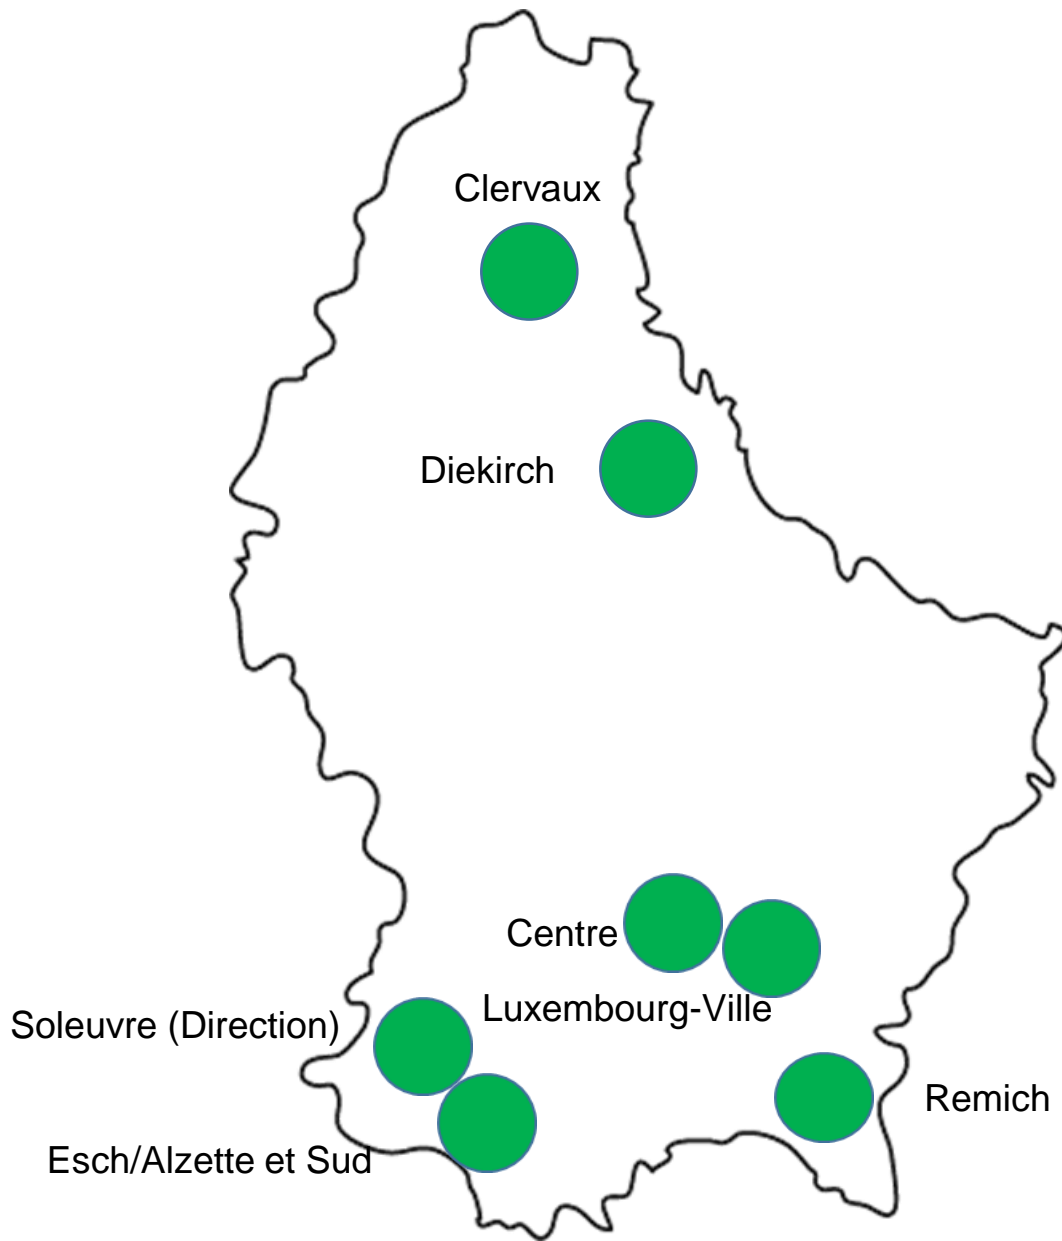 Clervaux
Diekirch
Centre
Luxembourg-Ville
Soleuvre (Direction)
Remich
Esch/Alzette et Sud